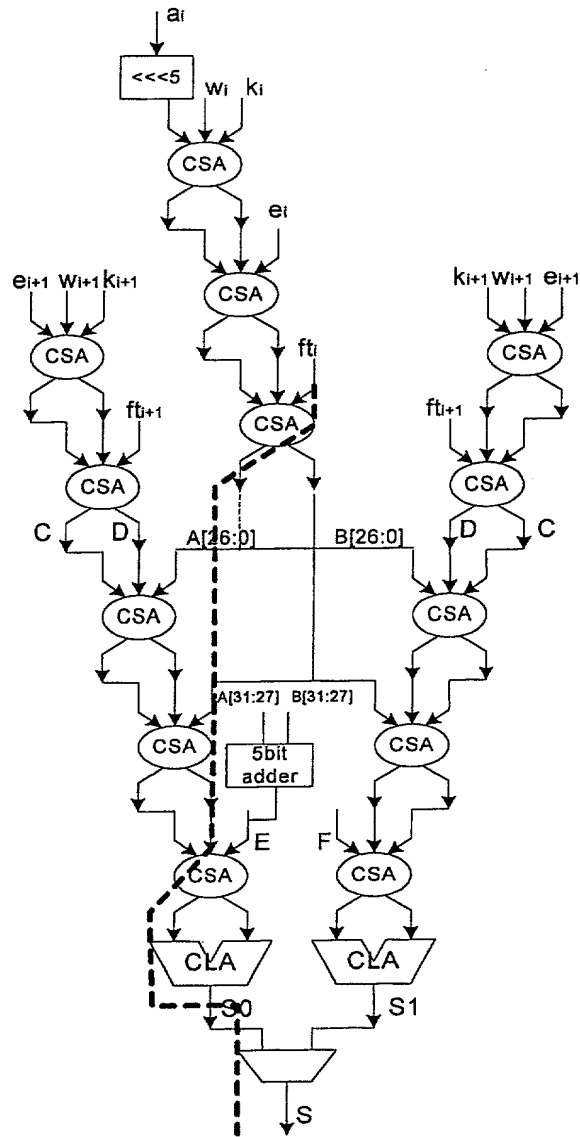 ai
<<<5
wi ki
CSA
ei
CSA
ei+1 wi+1 ki+1
ki+1 wi+1 ei+1
CSA
fti
CSA
CSA
fti+1
fti+1
CSA
CSA
C D
D C
A[26:0] B[26:0]
CSA
CSA
A[31:27] B[31:27]
CSA
5bit
adder
CSA
E F
CSA
CSA
CLA
CLA
S0
S1
S